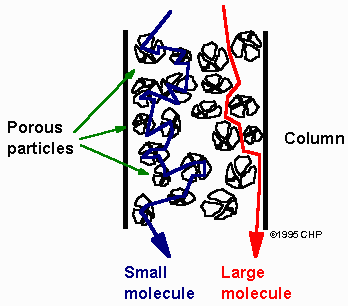 Porous
particles
Column
©1995 CHP
Small
molecule
Large
molecule